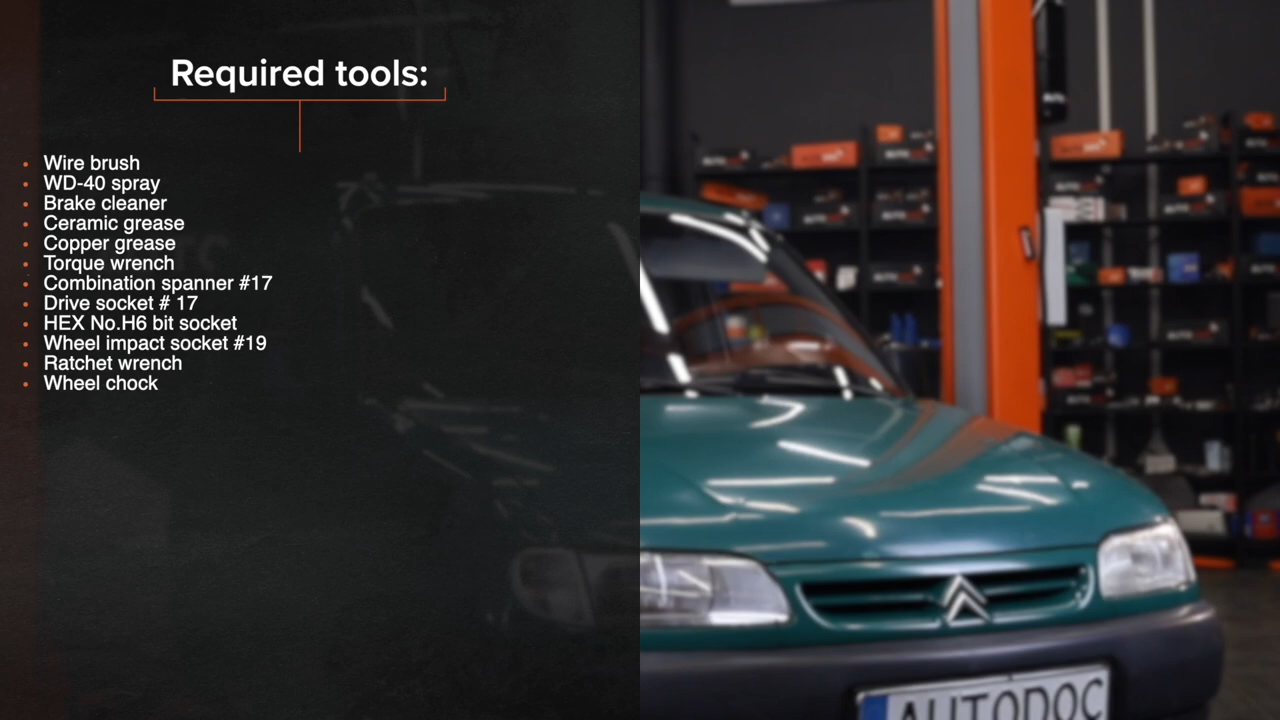 Required tools:
Wire brush
WD-40 spray
Brake cleaner
Ceramic grease
Copper grease
Torque wrench
Combination spanner #17
Drive socket # 17
HEX No.H6 bit socket
Wheel impact socket #19
Ratchet wrench
Wheel chock
AUTODOC